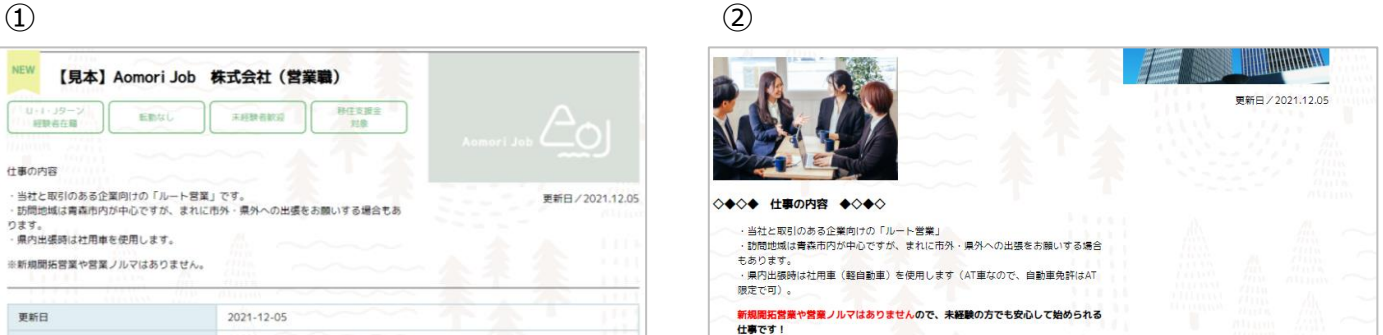 ①
NEW
【見本】Aomori Job 株式会社（営業職）
U・I・Jターン
経験者在職
転勤なし
未経験者歓迎
移住支援金
対象
Aomori Job
AOJ
仕事の内容
・当社と取引のある企業向けの「ルート営業」です。
・訪問地域は青森市内が中心ですが、まれに市外・県外への出張をお願いする場合もあ
ります。
・県内出張時は社用車を使用します。
※新規開拓営業や営業ノルマはありません。
更新日／2021.12.05
更新日
2021-12-05
②
更新日／2021.12.05
◇◆◇◆ 仕事の内容 ◆◇◆◇
・当社と取引のある企業向けの「ルート営業」
・訪問地域は青森市内が中心ですが、まれに市外・県外への出張をお願いする場合
もあります。
・県内出張時は社用車（軽自動車）を使用します（AT車なので、自動車免許はAT
限定で可）。
新規開拓営業や営業ノルマはありませんので、未経験の方でも安心して始められる
仕事です！